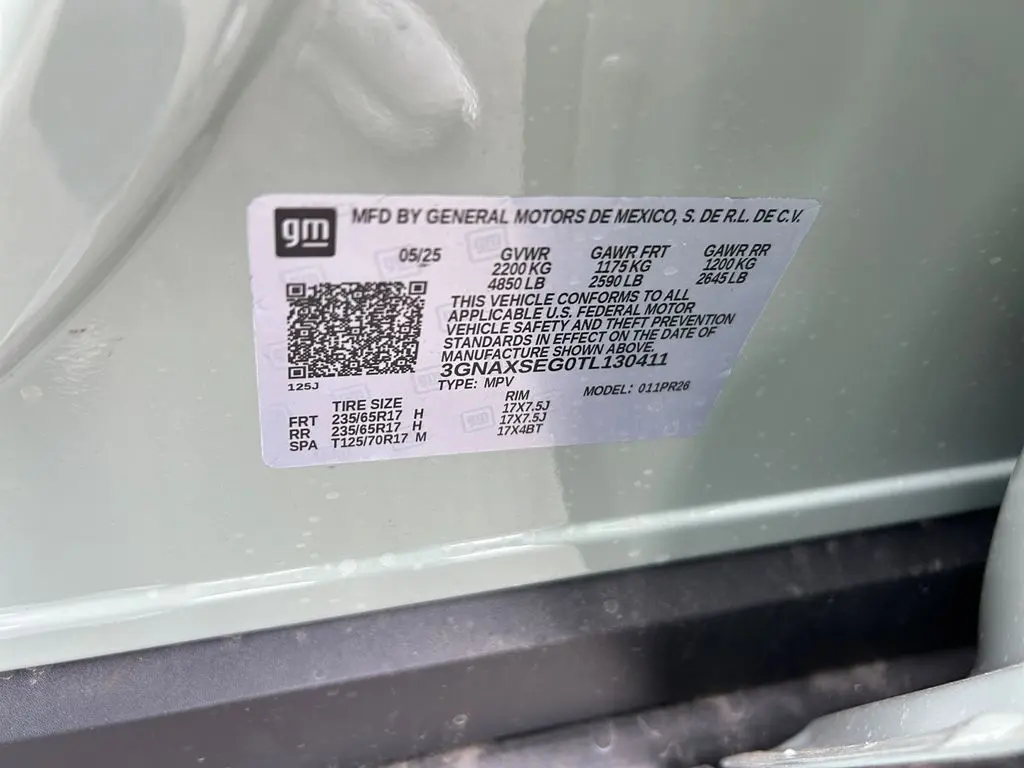 gm MFD BY GENERAL MOTORS DE MEXICO, S. DE R.L. DE C.V.
05/25 GVWR GAWR FRT GAWR RR
2200 KG 1175 KG 1200 KG
4850 LB 2590 LB 2645 LB
THIS VEHICLE CONFORMS TO ALL
APPLICABLE U.S. FEDERAL MOTOR
VEHICLE SAFETY AND THEFT PREVENTION
STANDARDS IN EFFECT ON THE DATE OF
MANUFACTURE SHOWN ABOVE.
3GNAXSEG0TL130411
125J TYPE: MPV MODEL: 011PR26
TIRE SIZE RIM
FRT 235/65R17 H 17X7.5J
RR 235/65R17 H 17X7.5J
SPA T125/70R17 M 17X4BT